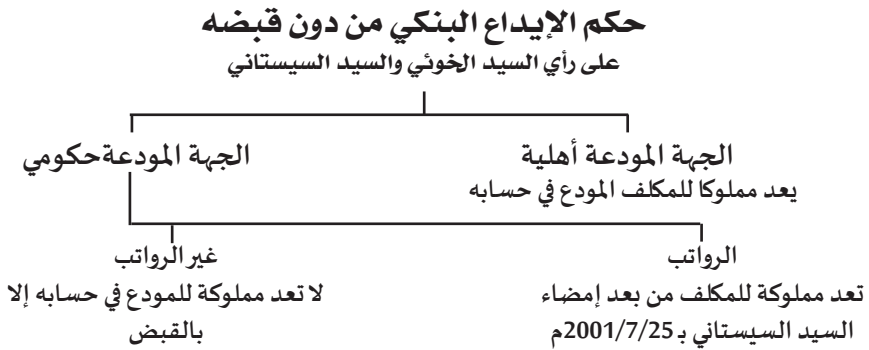 حكم الإيداع البنكي من دون قبضه
على رأي السيد الخوئي والسيد السيستاني
الجهة المودعة أهلية
يعد مملوكا للمكلف المودع في حسابه
الجهة المودعةحكومي
الرواتب
تعد مملوكة للمكلف من بعد إمضاء
السيد السيستاني بـ 2001/7/25م
غير الرواتب
لا تعد مملوكة للمودع في حسابه إلا
بالقبض